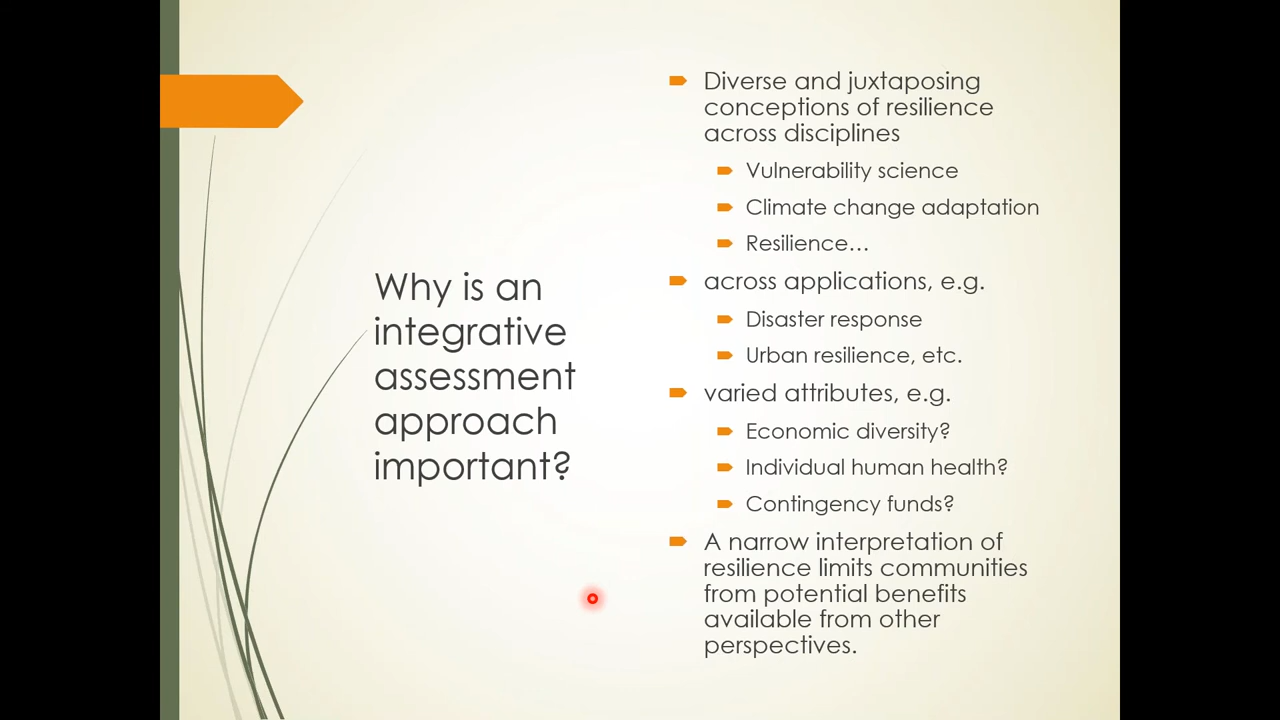 Why is an
integrative
assessment
approach
important?
Diverse and juxtaposing
conceptions of resilience
across disciplines
Vulnerability science
Climate change adaptation
Resilience…
across applications, e.g.
Disaster response
Urban resilience, etc.
varied attributes, e.g.
Economic diversity?
Individual human health?
Contingency funds?
A narrow interpretation of
resilience limits communities
from potential benefits
available from other
perspectives.